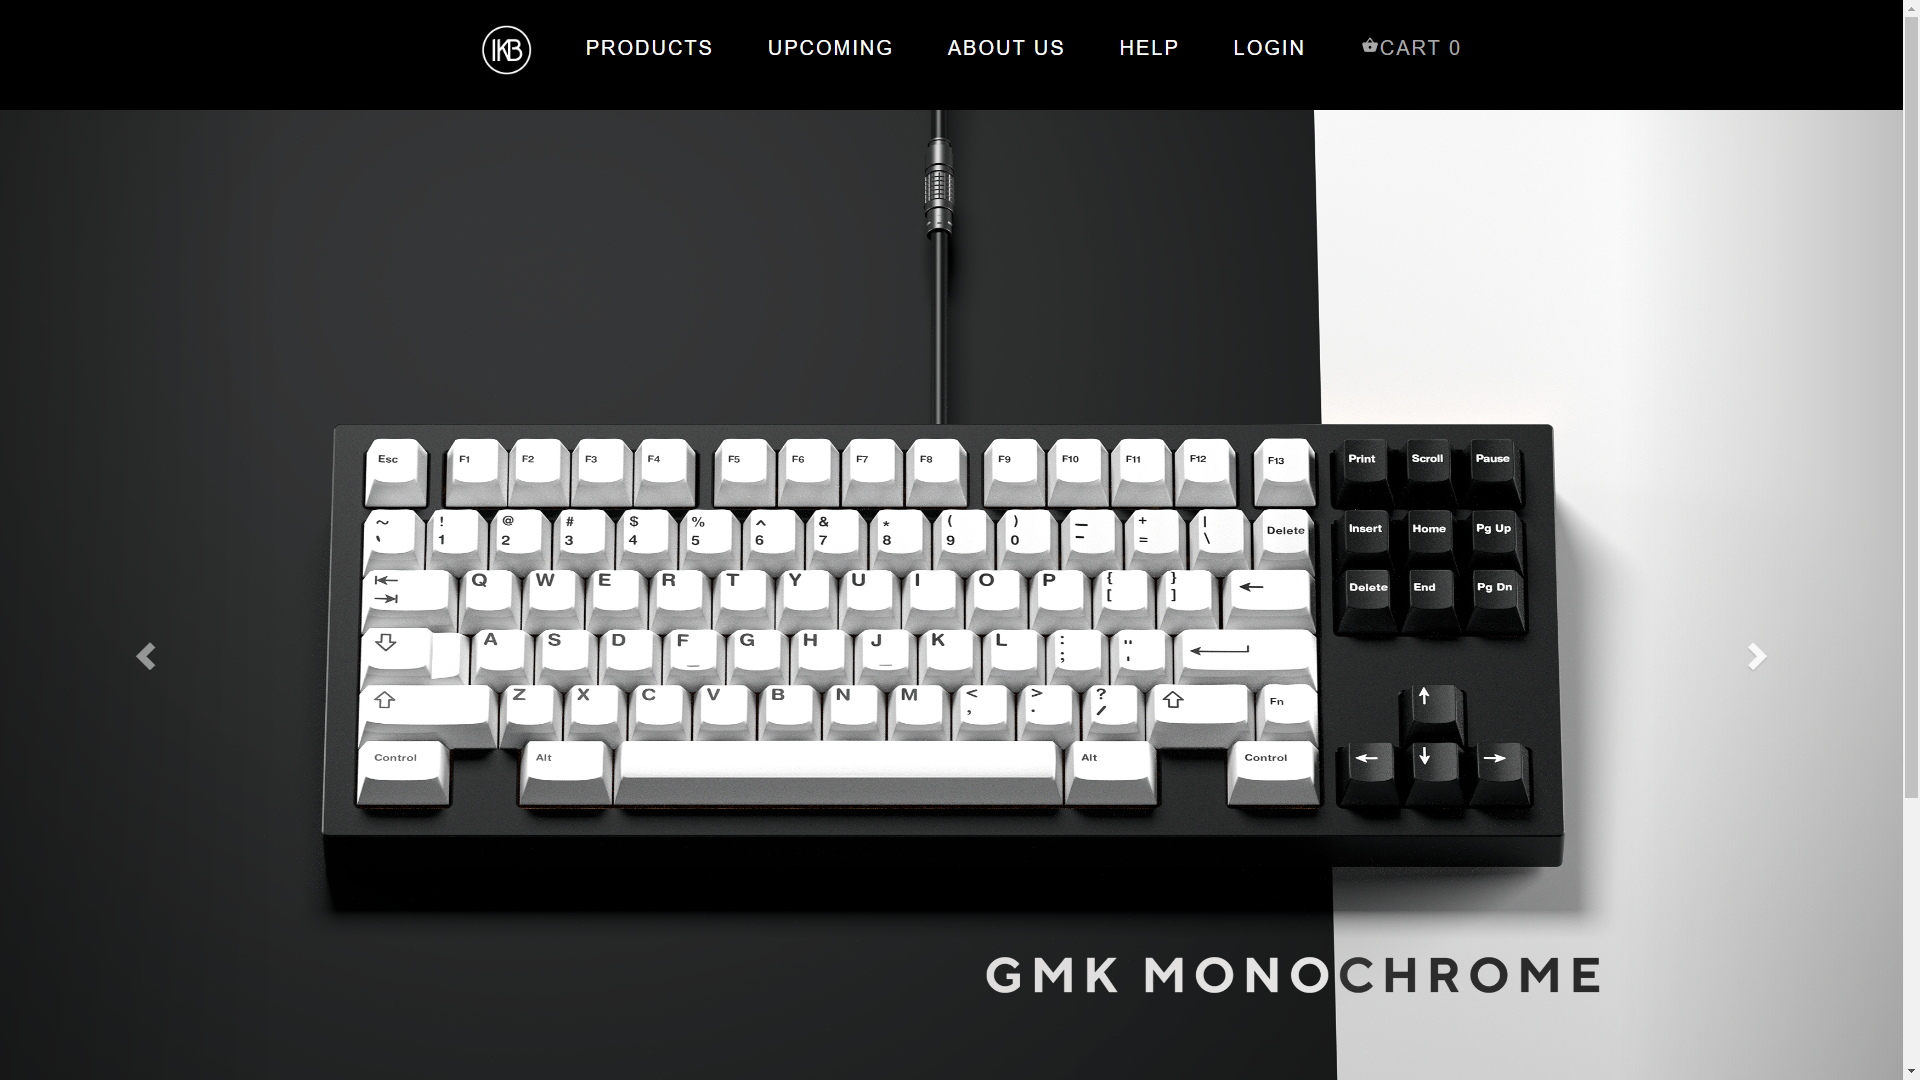 IKB PRODUCTS UPCOMING ABOUT US HELP LOGIN CART 0
Esc F1 F2 F3 F4 F5 F6 F7 F8 F9 F10 F11 F12 F13 Print Scroll Pause
~ ! @ # $ % ^ & * ( ) — + | Delete Insert Home Pg Up
` 1 2 3 4 5 6 7 8 9 0 - = \
Q W E R T Y U I O P { } ← Delete End Pg Dn
[ ]
A S D F G H J K L : "
; '
Z X C V B N M < > ? Fn ↑
, . /
Control Alt Alt Control ← ↓ →
GMK MONOCHROME